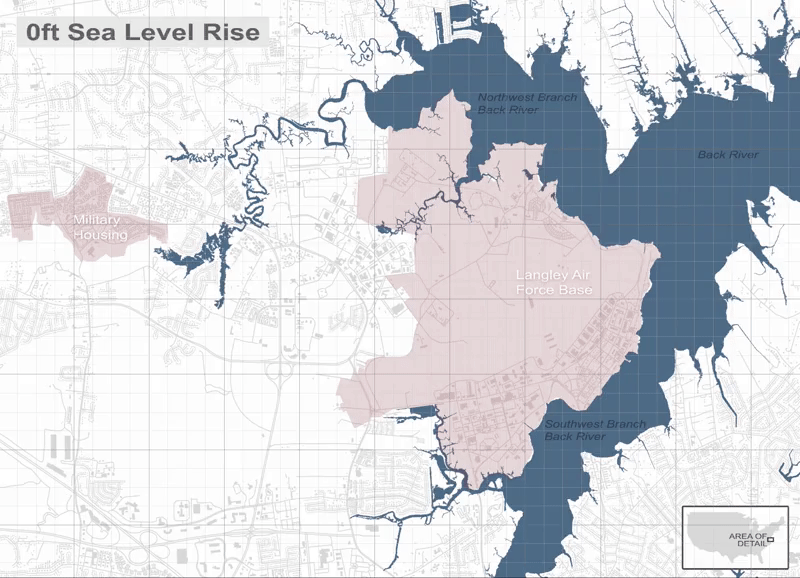 0ft Sea Level Rise
Northwest Branch
Back River
Back River
Military
Housing
Langley Air
Force Base
Southwest Branch
Back River
AREA OF
DETAIL